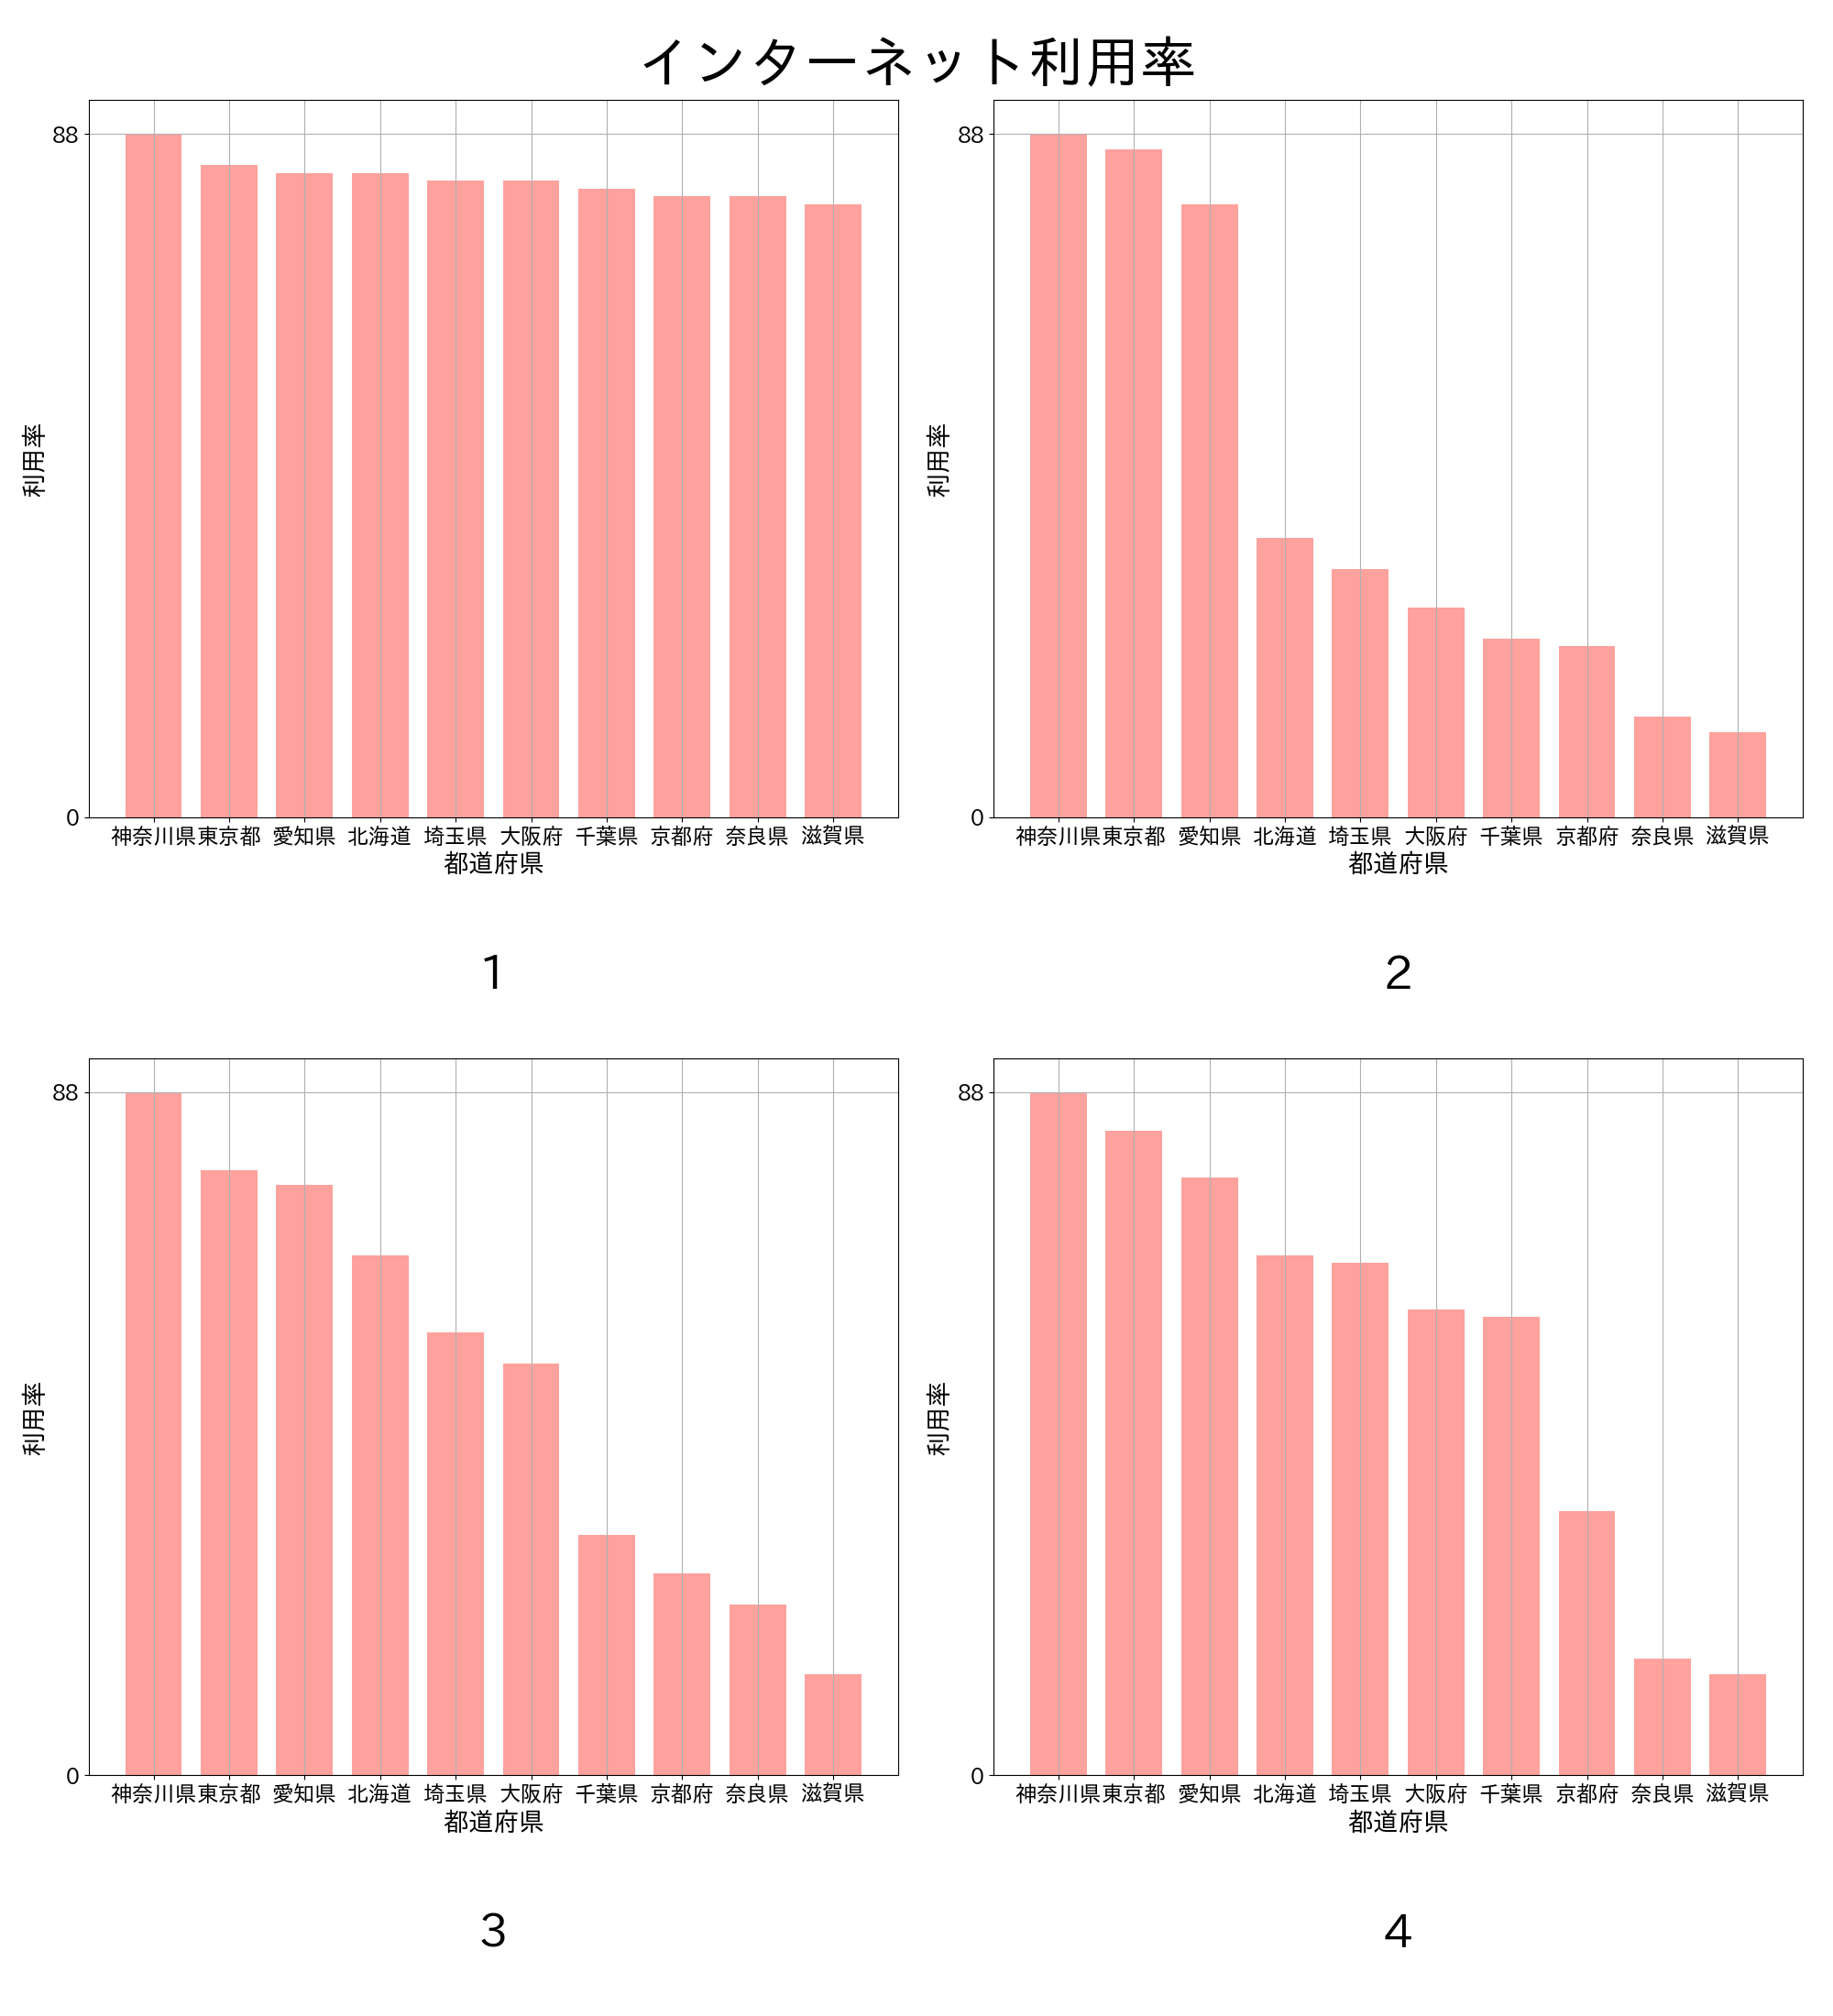 インターネット利用率
88
0
利用率
神奈川県 東京都 愛知県 北海道 埼玉県 大阪府 千葉県 京都府 奈良県 滋賀県
都道府県
1
88
0
利用率
神奈川県 東京都 愛知県 北海道 埼玉県 大阪府 千葉県 京都府 奈良県 滋賀県
都道府県
2
88
0
利用率
神奈川県 東京都 愛知県 北海道 埼玉県 大阪府 千葉県 京都府 奈良県 滋賀県
都道府県
3
88
0
利用率
神奈川県 東京都 愛知県 北海道 埼玉県 大阪府 千葉県 京都府 奈良県 滋賀県
都道府県
4